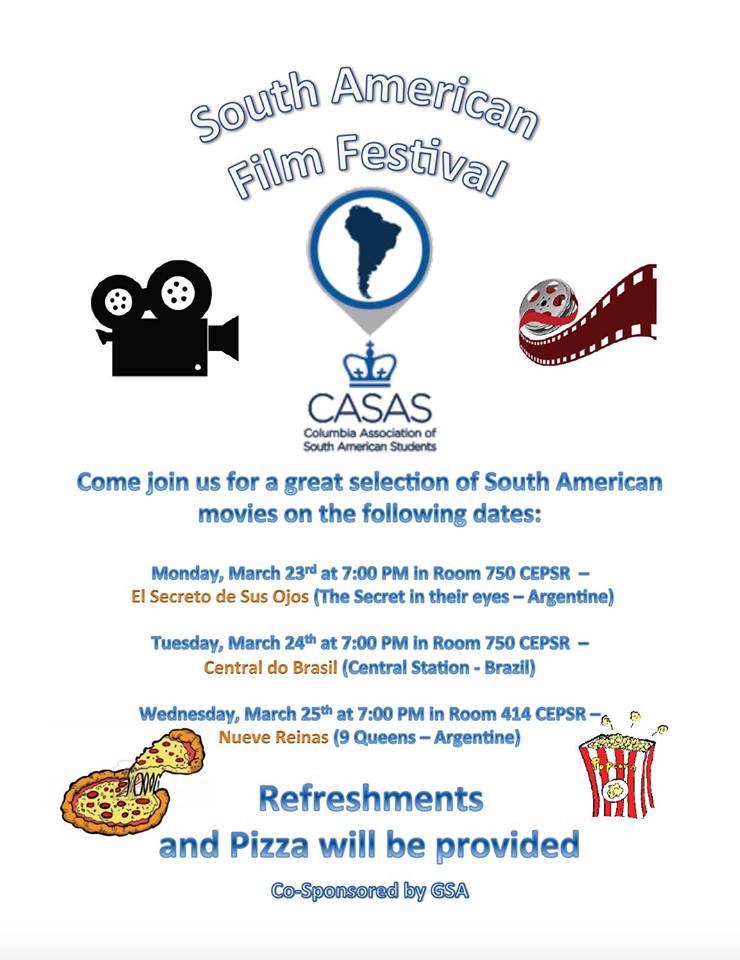 South American
Film Festival
CASAS
Columbia Association of
South American Students
Come join us for a great selection of South American
movies on the following dates:
Monday, March 23rd at 7:00 PM in Room 750 CEPSR –
El Secreto de Sus Ojos (The Secret in their eyes – Argentine)
Tuesday, March 24th at 7:00 PM in Room 750 CEPSR –
Central do Brasil (Central Station - Brazil)
Wednesday, March 25th at 7:00 PM in Room 414 CEPSR –
Nueve Reinas (9 Queens – Argentine)
Refreshments
and Pizza will be provided
Co-Sponsored by GSA